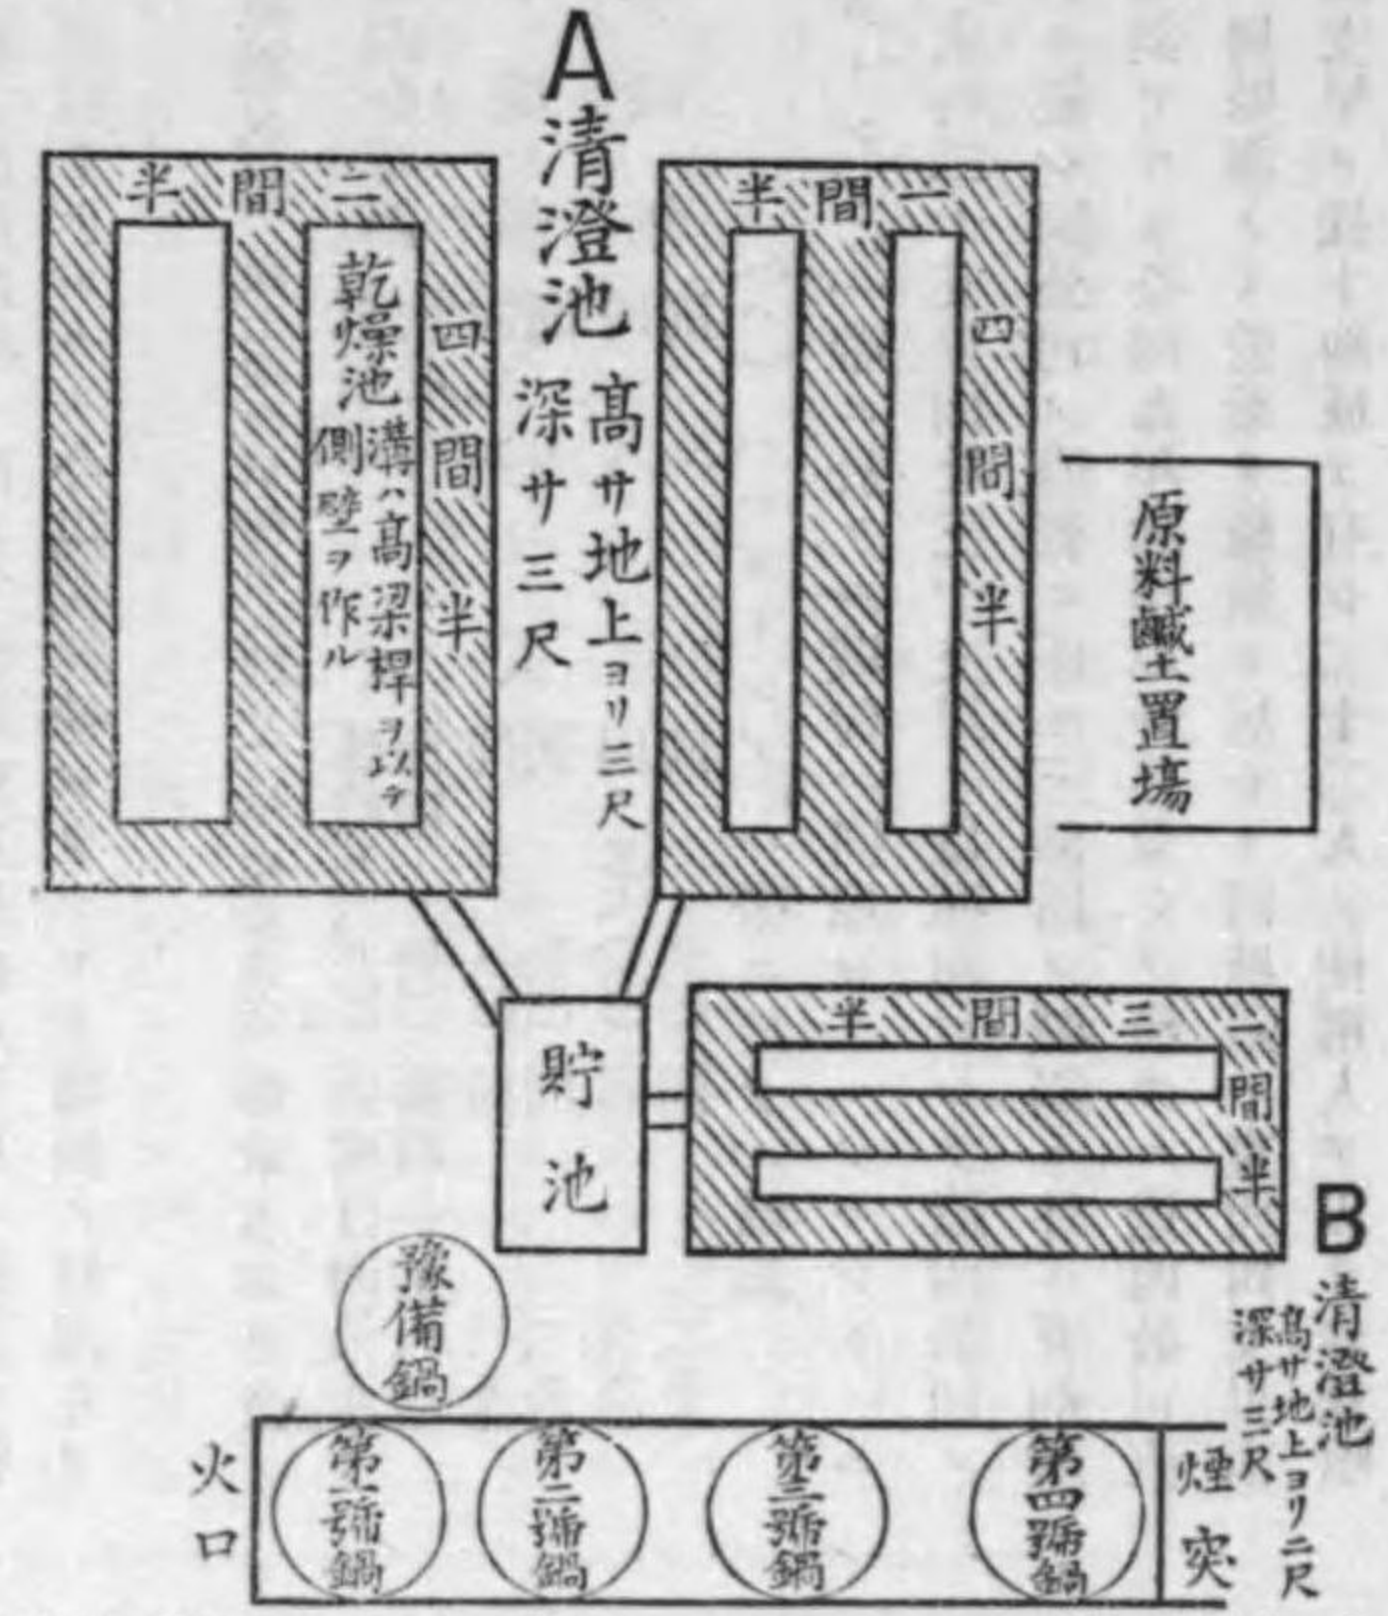 A
清澄池
高サ地上ヨリ三尺
深サ三尺
一間半
四間半
二間半
四間半
乾燥池
溝ハ高梁桿ヲ以テ
側壁ヲ作ル
原料鹹土置場
貯池
三間半
一間半
B
清澄池
高サ地上ヨリ二尺
深サ三尺
豫備鍋
火口
第一號鍋
第二號鍋
第三號鍋
第四號鍋
煙突